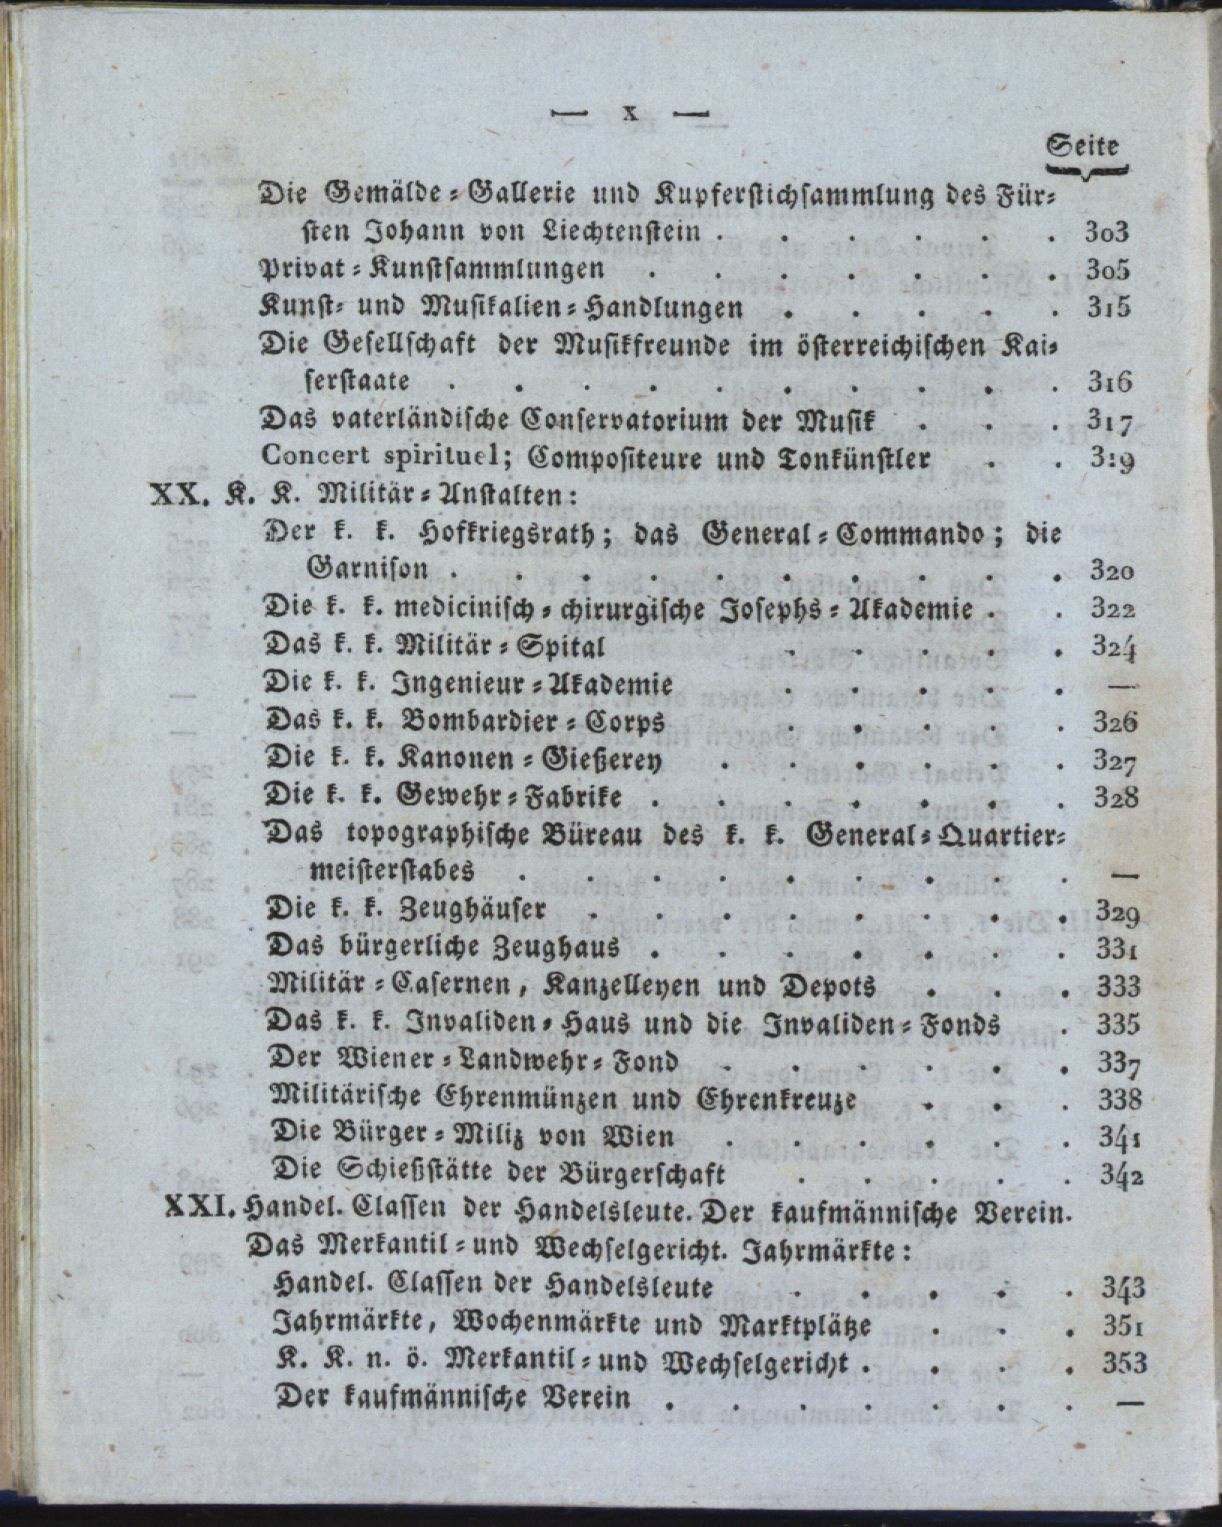 — x —
Seite
Die Gemälde-Gallerie und Kupferstichsammlung des Für-
sten Johann von Liechtenstein . . . . . . 303
Privat-Kunstsammlungen . . . . . . . 305
Kunst- und Musikalien-Handlungen . . . . . 315
Die Gesellschaft der Musikfreunde im österreichischen Kai-
serstaate . . . . . . . . . . 316
Das vaterländische Conservatorium der Musik . . . 317
Concert spirituel; Compositeure und Tonkünstler . . 319
XX. K. K. Militär-Anstalten:
Der k. k. Hofkriegsrath; das General-Commando; die
Garnison . . . . . . . . . . 320
Die k. k. medicinisch-chirurgische Josephs-Akademie . . 322
Das k. k. Militär-Spital . . . . . 324
Die k. k. Ingenieur-Akademie . . . . . —
Das k. k. Bombardier-Corps . . . . . 326
Die k. k. Kanonen-Gießerey . . . . . . 327
Die k. k. Gewehr-Fabrike . . . . . . . 328
Das topographische Büreau des k. k. General-Quartier-
meisterstabes . . . . . . . . . —
Die k. k. Zeughäuser . . . . . . . . 329
Das bürgerliche Zeughaus . . . . . . . 331
Militär-Casernen, Kanzelleyen und Depots . . . 333
Das k. k. Invaliden-Haus und die Invaliden-Fonds . 335
Der Wiener-Landwehr-Fond . . . . . . 337
Militärische Ehrenmünzen und Ehrenkreuze . . . 338
Die Bürger-Miliz von Wien . . . . . . 341
Die Schießstätte der Bürgerschaft . . . . . 342
XXI. Handel. Classen der Handelsleute. Der kaufmännische Verein.
Das Merkantil-und Wechselgericht. Jahrmärkte:
Handel. Classen der Handelsleute . . . . . 343
Jahrmärkte, Wochenmärkte und Marktplätze . . . 351
K. K. n. ö. Merkantil-und Wechselgericht . . . . 353
Der kaufmännische Verein . . . . . . . —